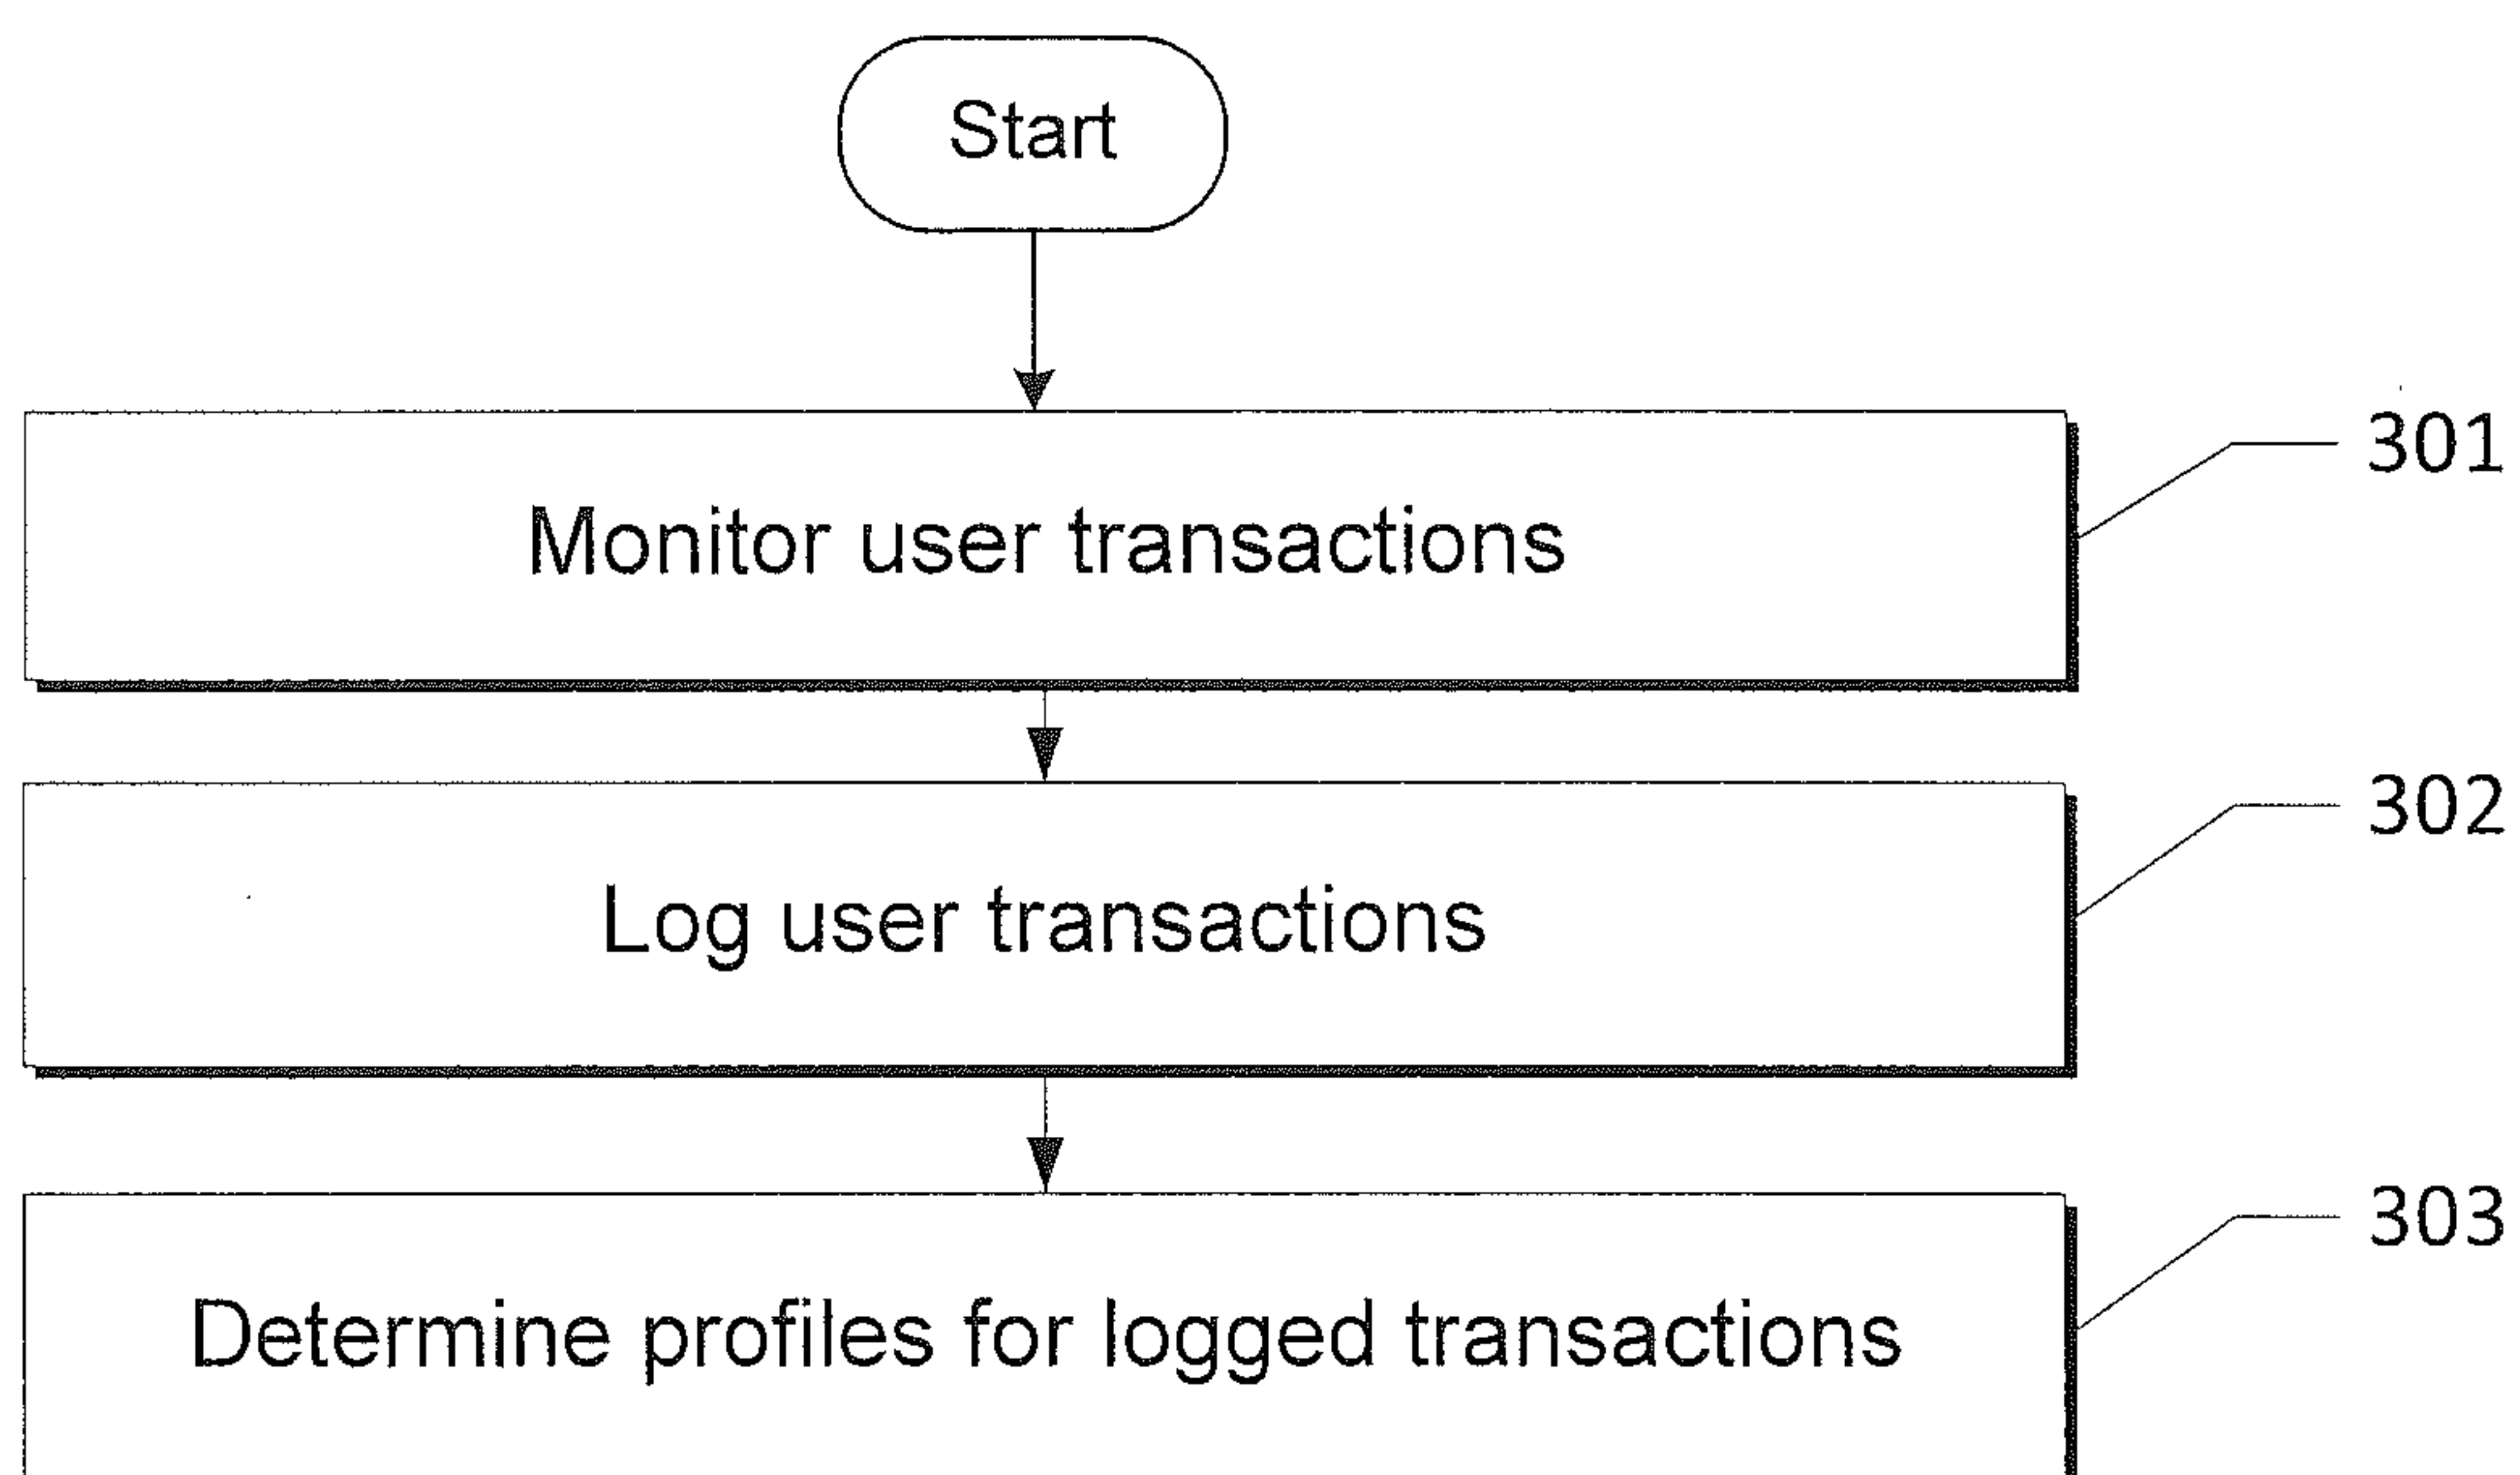 Start
301
Monitor user transactions
302
Log user transactions
303
Determine profiles for logged transactions